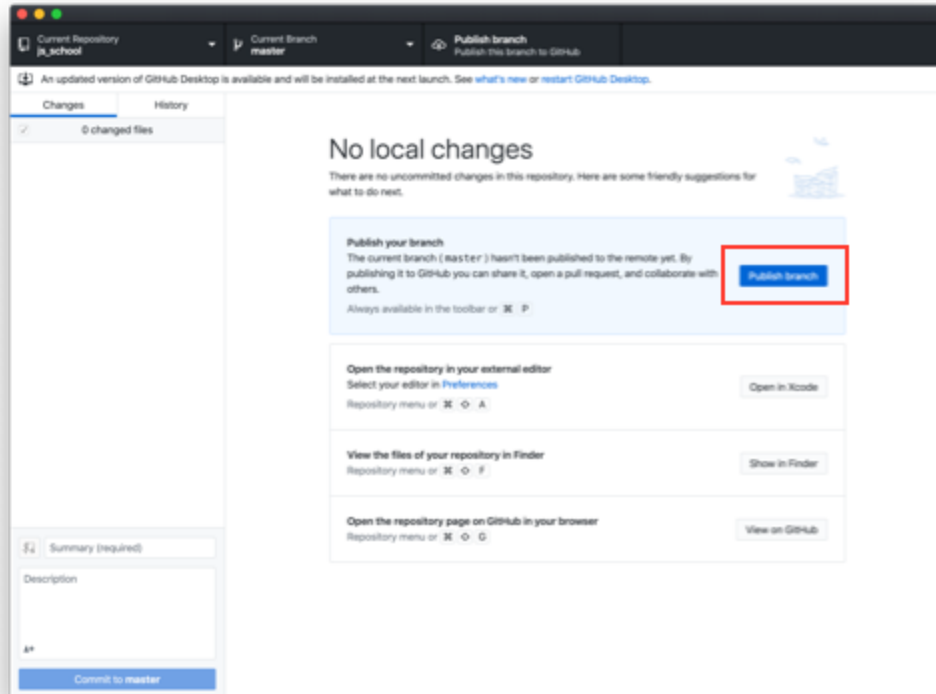 Current Repository
js_school
Current Branch
master
Publish branch
Publish this branch to GitHub
An updated version of GitHub Desktop is available and will be installed at the next launch. See what's new or restart GitHub Desktop.
Changes
History
0 changed files
No local changes
There are no uncommitted changes in this repository. Here are some friendly suggestions for
what to do next.
Publish your branch
The current branch (master) hasn't been published to the remote yet. By
publishing it to GitHub you can share it, open a pull request, and collaborate with
others.
Always available in the toolbar or ⌘ P
Publish branch
Open the repository in your external editor
Select your editor in Preferences
Repository menu or ⌘ ⇧ A
Open in Xcode
View the files of your repository in Finder
Repository menu or ⌘ ⇧ F
Show in Finder
Open the repository page on GitHub in your browser
Repository menu or ⌘ ⇧ G
View on GitHub
Summary (required)
Description
Commit to master